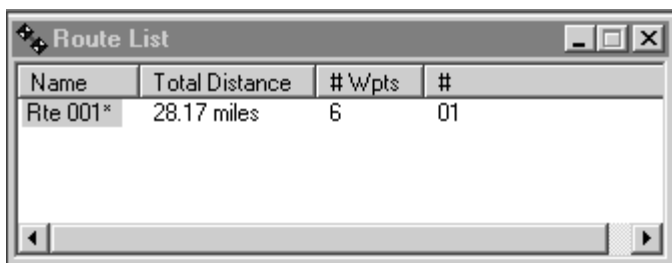 Route List
Name Total Distance # Wpts #
Rte 001* 28.17 miles 6 01